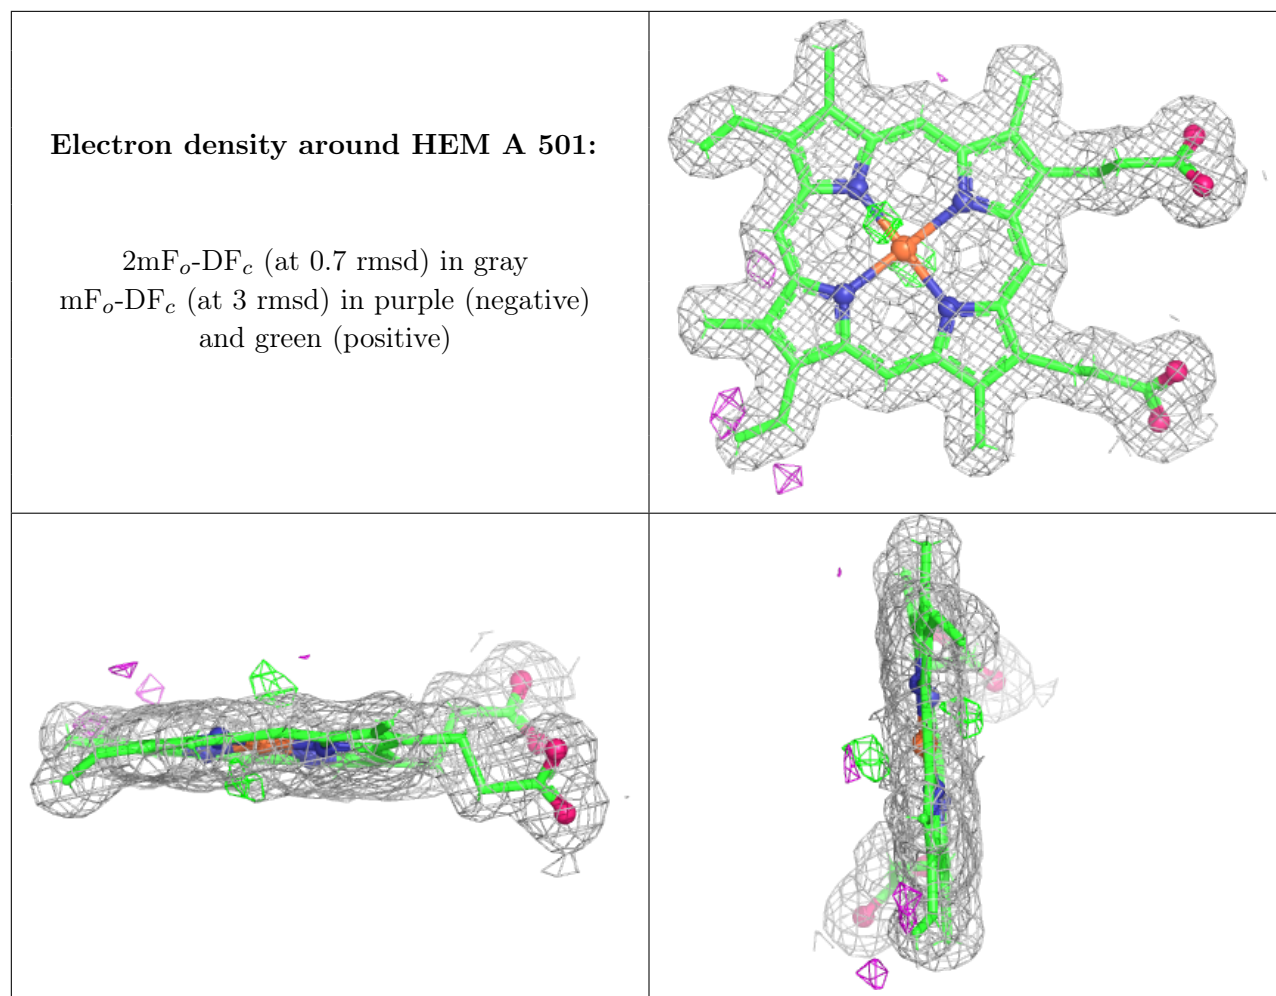 Electron density around HEM A 501:
2mFₒ-DF𝑐 (at 0.7 rmsd) in gray
mFₒ-DF𝑐 (at 3 rmsd) in purple (negative)
and green (positive)